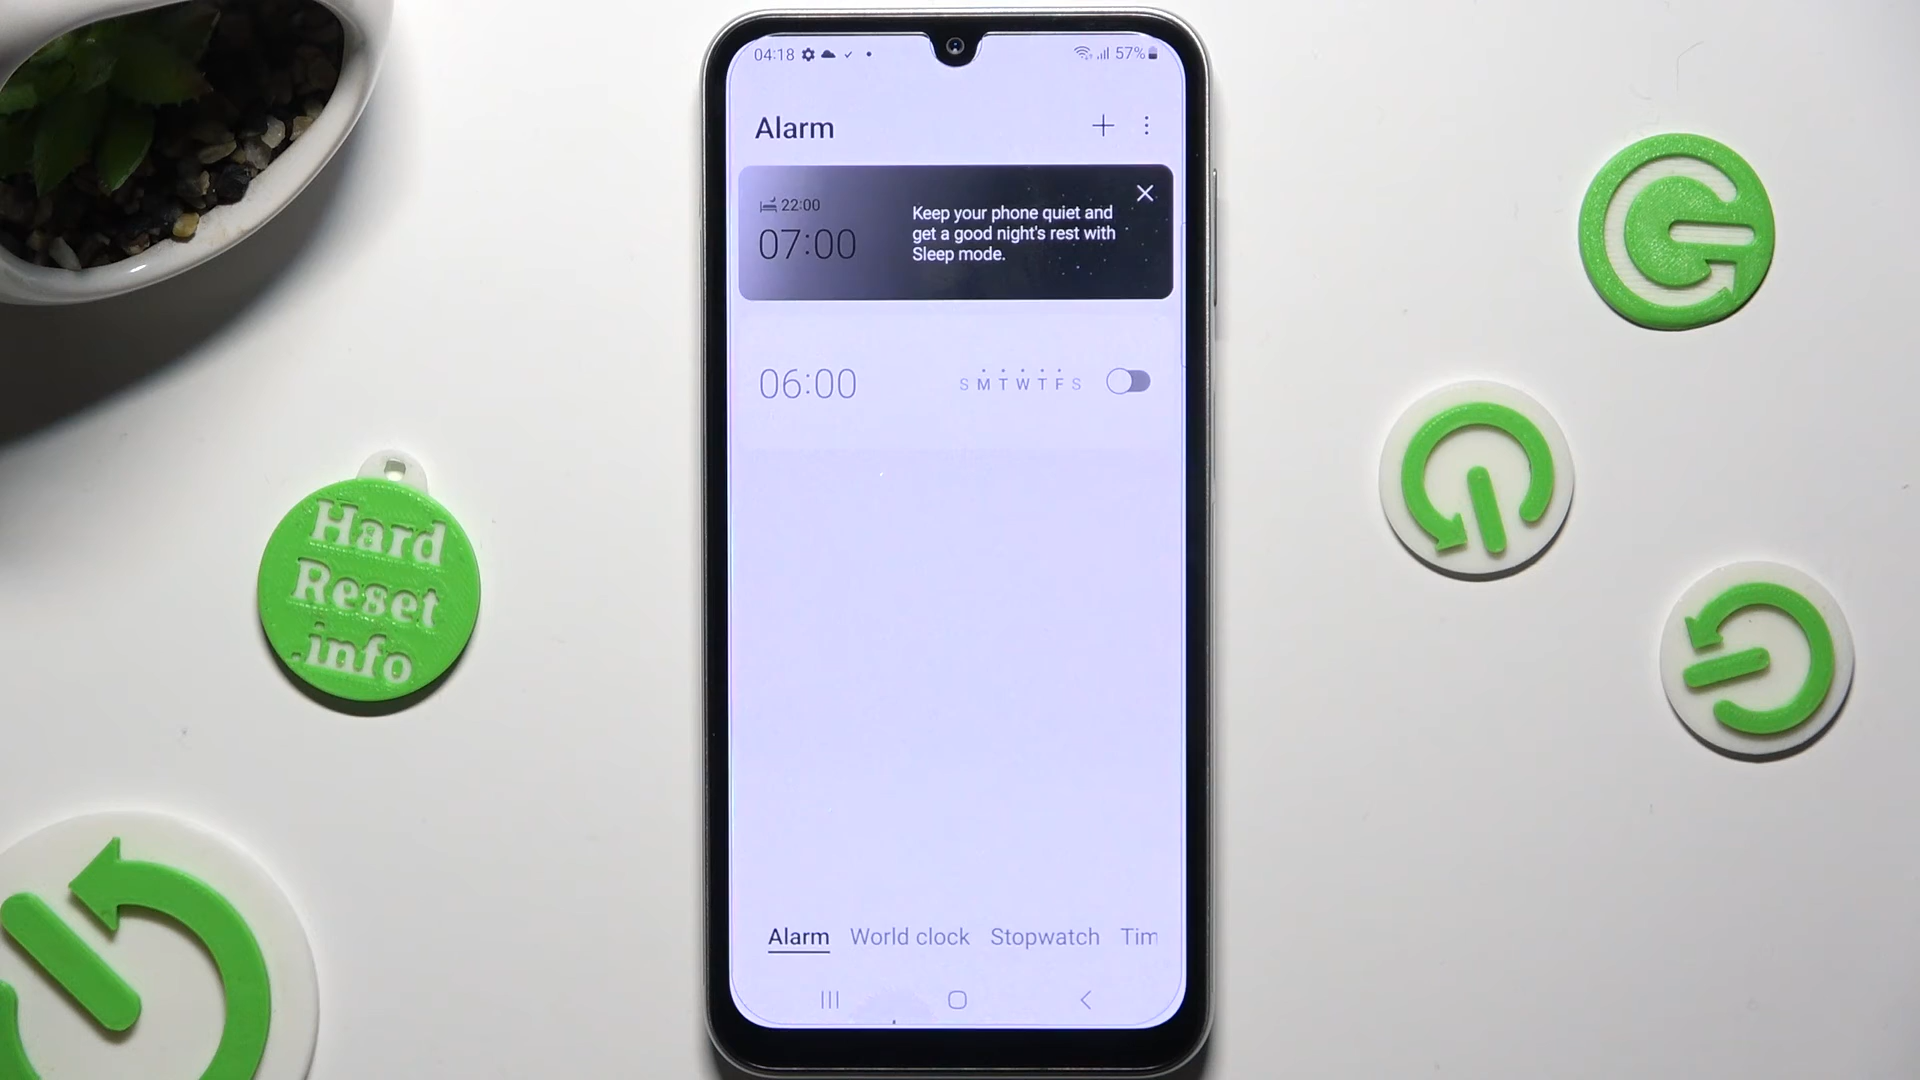 04:18
57%
Alarm
22:00
07:00
Keep your phone quiet and
get a good night's rest with
Sleep mode.
06:00
S M T W T F S
Alarm World clock Stopwatch Tim
Hard
Reset
.info